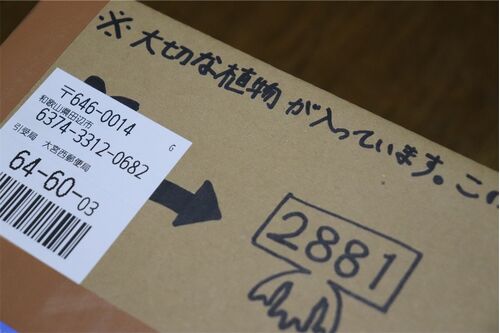 ※大切な植物が入っています。こ
〒646-0014
和歌山県田辺市
6374-3312-0682
G
引受局 大宮西郵便局
64-60-03
2881